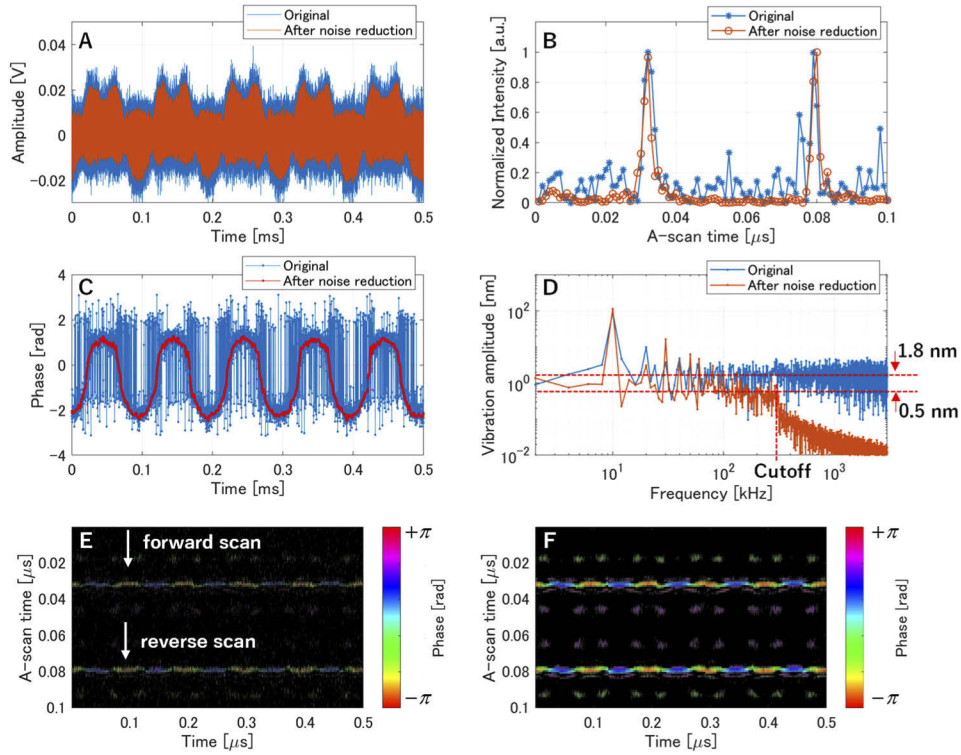 Original
After noise reduction
A
Amplitude [V]
0.04
0.02
0
-0.02
0 0.1 0.2 0.3 0.4 0.5
Time [ms]
Original
After noise reduction
B
Normalized Intensity [a.u.]
1
0.8
0.6
0.4
0.2
0
0 0.02 0.04 0.06 0.08 0.1
A-scan time [μs]
Original
After noise reduction
C
Phase [rad]
4
2
0
-2
-4
0 0.1 0.2 0.3 0.4 0.5
Time [ms]
Original
After noise reduction
D
Vibration amplitude [nm]
10^2
10^0
10^-2
10^1 10^2 10^3
Frequency [kHz]
Cutoff
1.8 nm
0.5 nm
E
forward scan
reverse scan
A-scan time [μs]
0.02
0.04
0.06
0.08
0.1
0.1 0.2 0.3 0.4 0.5
Time [μs]
+π
Phase [rad]
-π
F
A-scan time [μs]
0.02
0.04
0.06
0.08
0.1
0.1 0.2 0.3 0.4 0.5
Time [μs]
+π
Phase [rad]
-π